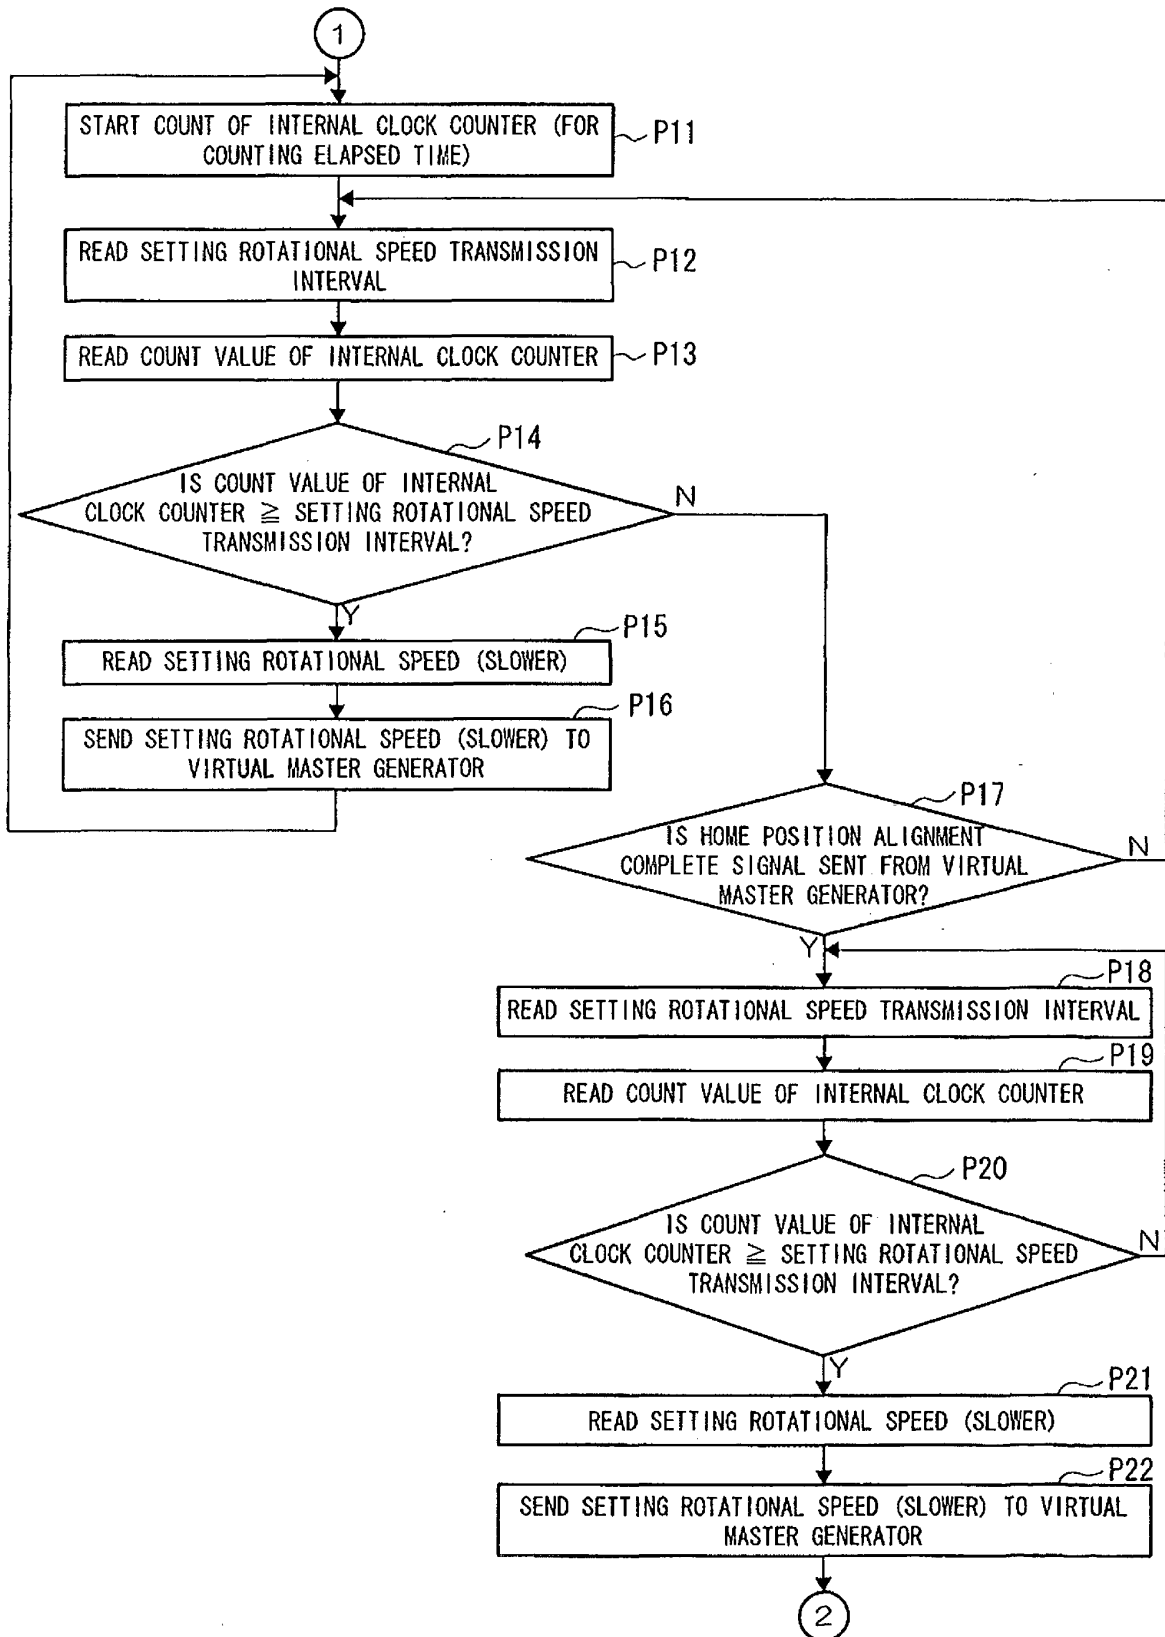 1
START COUNT OF INTERNAL CLOCK COUNTER (FOR
COUNTING ELAPSED TIME)
P11
READ SETTING ROTATIONAL SPEED TRANSMISSION
INTERVAL
P12
READ COUNT VALUE OF INTERNAL CLOCK COUNTER
P13
P14
IS COUNT VALUE OF INTERNAL
CLOCK COUNTER ≧ SETTING ROTATIONAL SPEED
TRANSMISSION INTERVAL?
N
Y
P15
READ SETTING ROTATIONAL SPEED (SLOWER)
P16
SEND SETTING ROTATIONAL SPEED (SLOWER) TO
VIRTUAL MASTER GENERATOR
P17
IS HOME POSITION ALIGNMENT
COMPLETE SIGNAL SENT FROM VIRTUAL
MASTER GENERATOR?
N
Y
P18
READ SETTING ROTATIONAL SPEED TRANSMISSION INTERVAL
P19
READ COUNT VALUE OF INTERNAL CLOCK COUNTER
P20
IS COUNT VALUE OF INTERNAL
CLOCK COUNTER ≧ SETTING ROTATIONAL SPEED
TRANSMISSION INTERVAL?
N
Y
P21
READ SETTING ROTATIONAL SPEED (SLOWER)
P22
SEND SETTING ROTATIONAL SPEED (SLOWER) TO VIRTUAL
MASTER GENERATOR
2